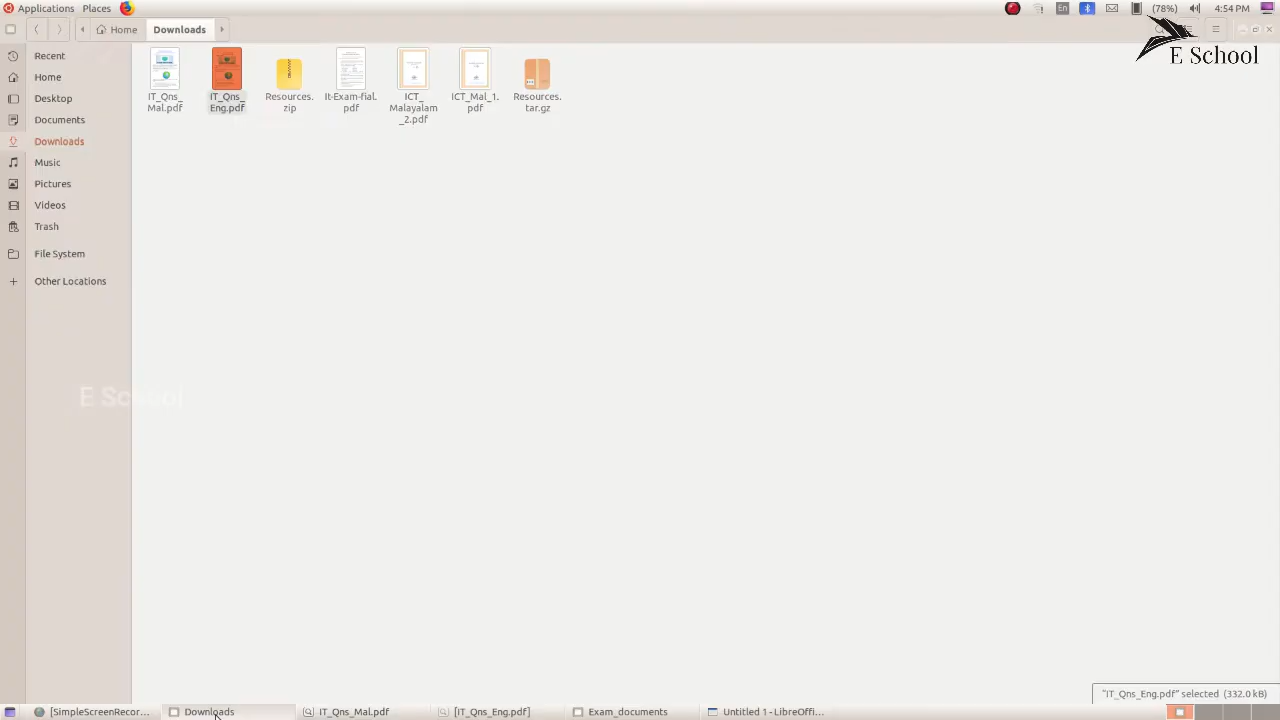 Applications Places En (78%) 4:54 PM
Home Downloads
E School
Recent
Home
Desktop
Documents
Downloads
Music
Pictures
Videos
Trash
File System
+ Other Locations
IT_Qns_
Mal.pdf
IT_Qns_
Eng.pdf
Resources.
zip
It-Exam-fial.
pdf
ICT_
Malayalam
_2.pdf
ICT_Mal_1.
pdf
Resources.
tar.gz
E School
"IT_Qns_Eng.pdf" selected (332.0 kB)
[SimpleScreenRecor... Downloads IT_Qns_Mal.pdf [IT_Qns_Eng.pdf] Exam_documents Untitled 1 - LibreOffi...